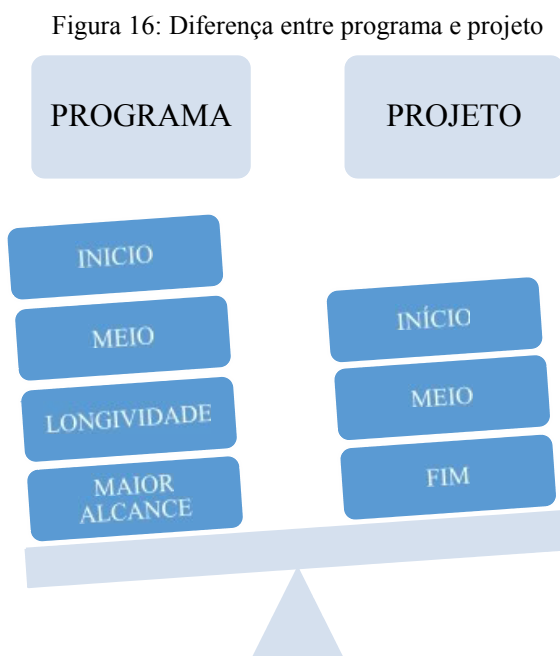 Figura 16: Diferença entre programa e projeto
PROGRAMA
PROJETO
INICIO
MEIO
LONGIVIDADE
MAIOR
ALCANCE
INÍCIO
MEIO
FIM